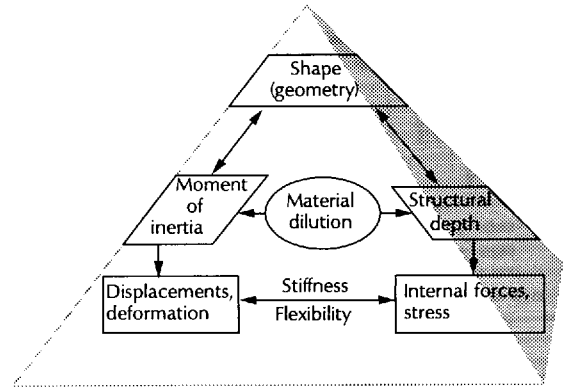 Shape
(geometry)
Moment
of
inertia
Material
dilution
Structural
depth
Displacements,
deformation
Stiffness
Flexibility
Internal forces,
stress